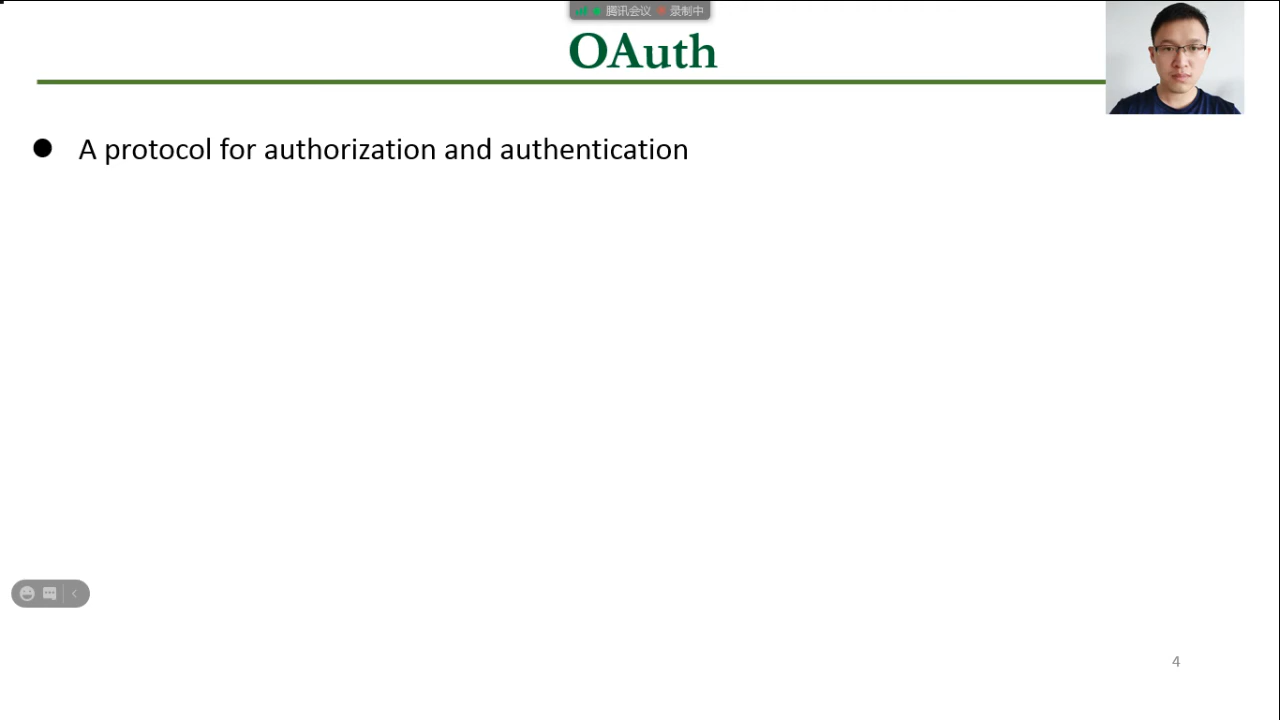 腾讯会议 录制中
OAuth
A protocol for authorization and authentication
4